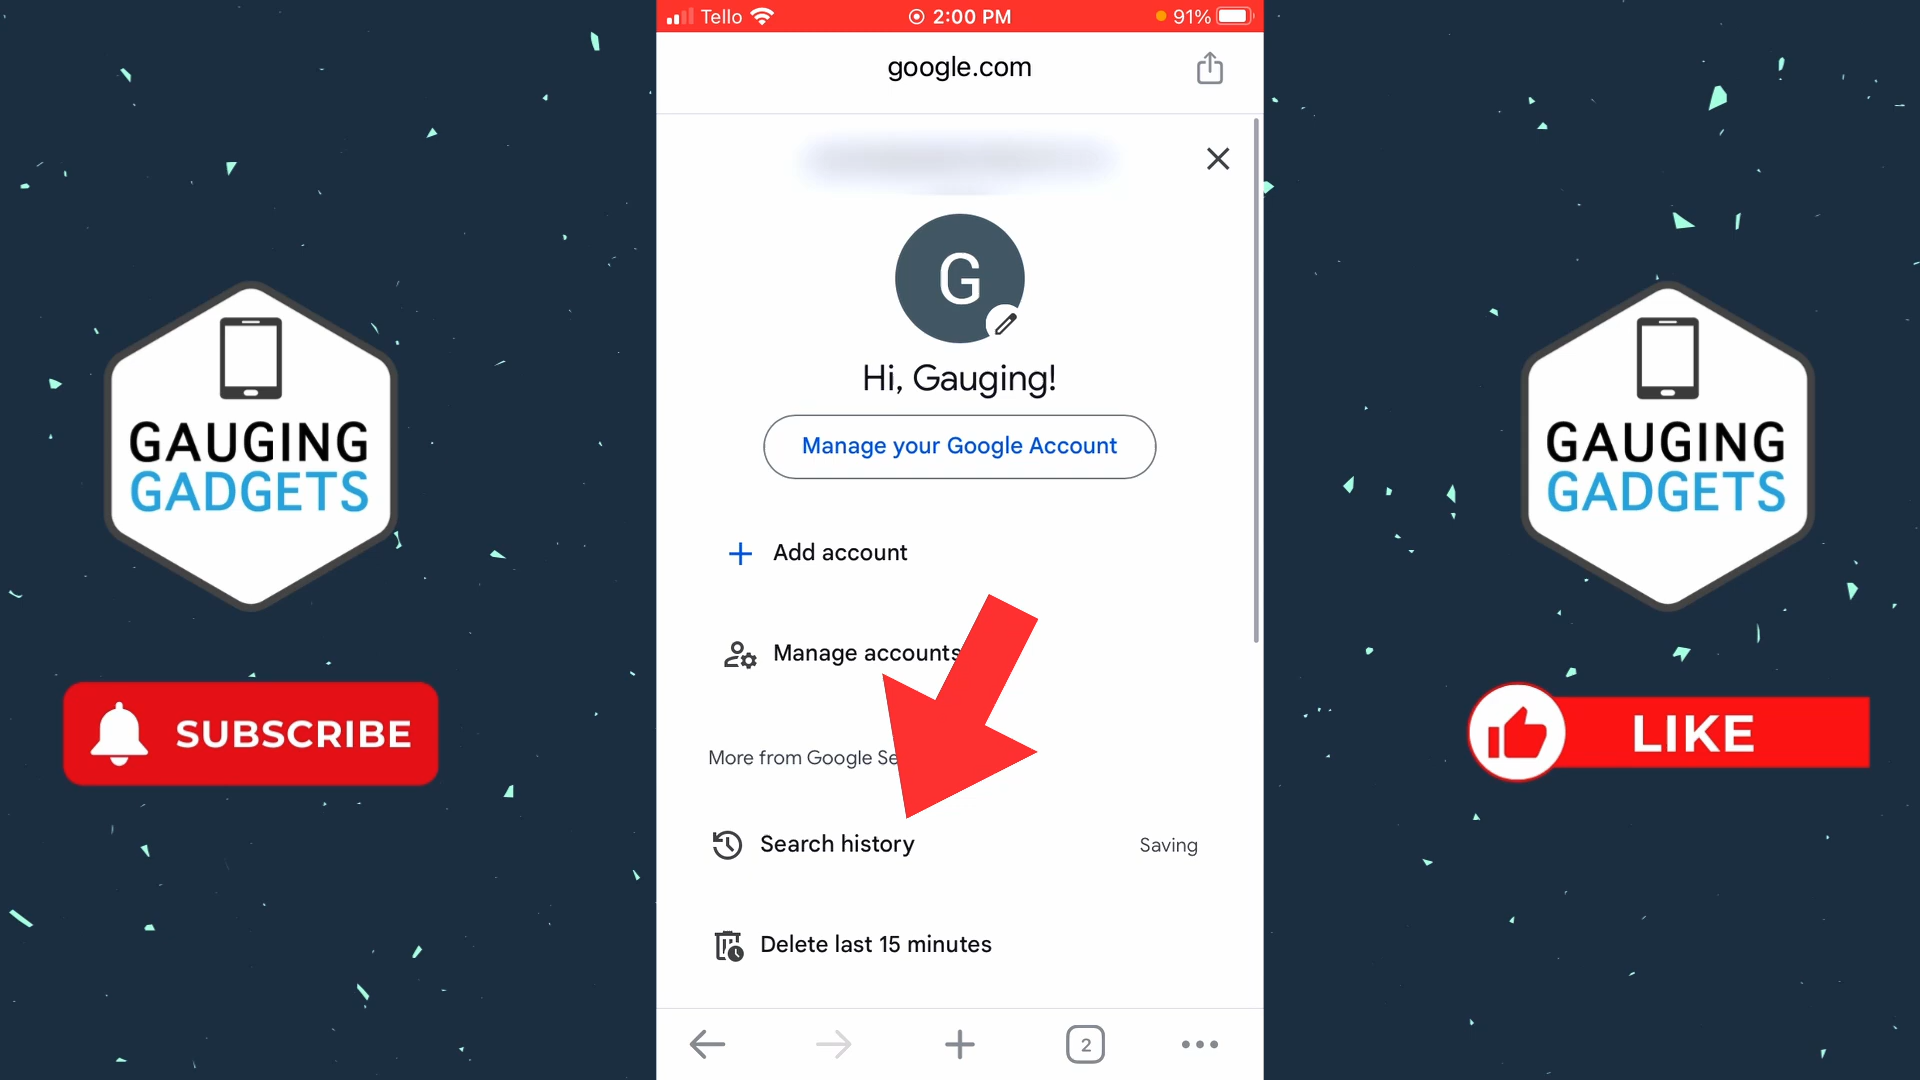 Tello
2:00 PM
91%
google.com
G
Hi, Gauging!
Manage your Google Account
Add account
Manage accounts
More from Google Se
Search history
Saving
Delete last 15 minutes
2
GAUGING
GADGETS
SUBSCRIBE
GAUGING
GADGETS
LIKE